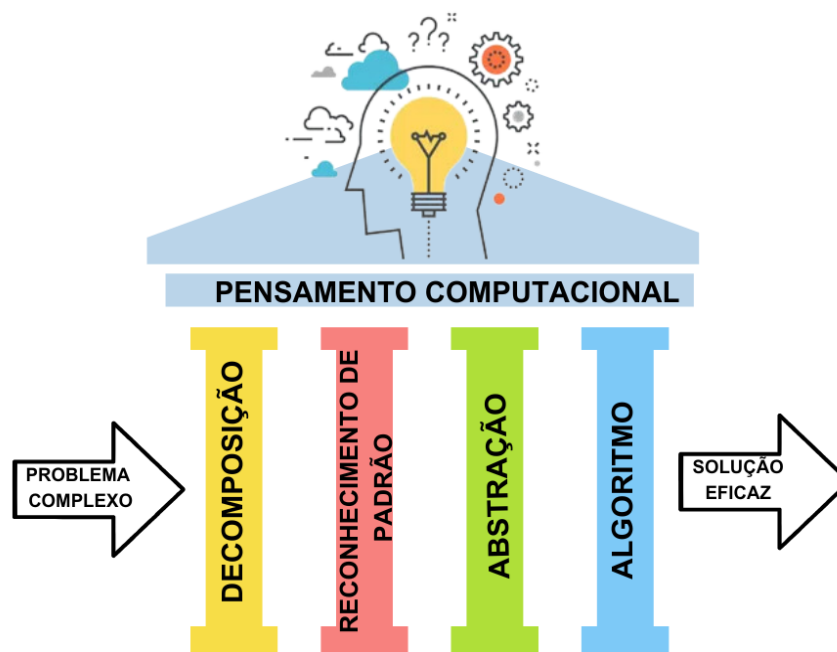 ???
PENSAMENTO COMPUTACIONAL
PROBLEMA
COMPLEXO
DECOMPOSIÇÃO
RECONHECIMENTO DE
PADRÃO
ABSTRAÇÃO
ALGORITMO
SOLUÇÃO
EFICAZ